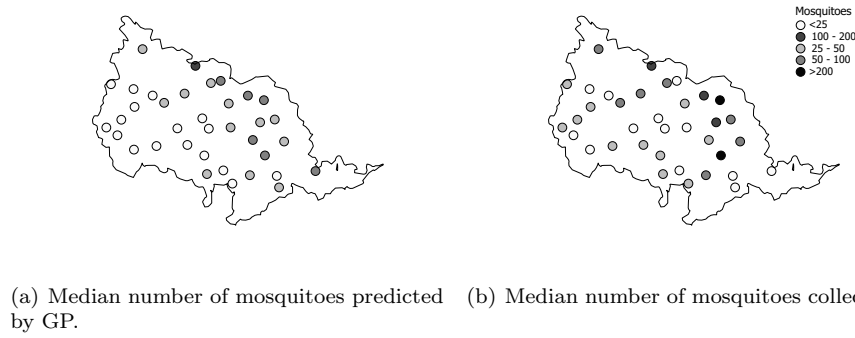 Mosquitoes
<25
100 - 200
25 - 50
50 - 100
>200
(a) Median number of mosquitoes predicted
by GP.
(b) Median number of mosquitoes collec